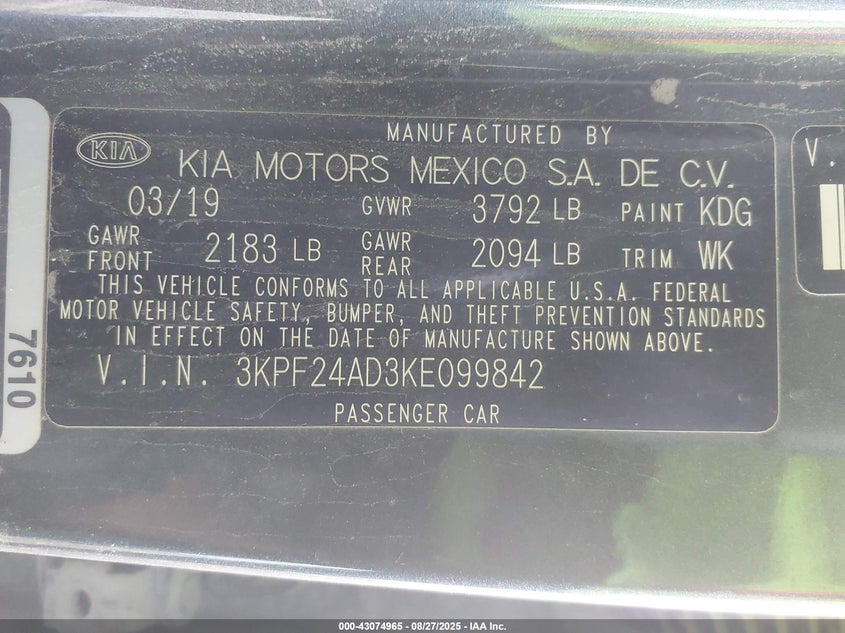 MANUFACTURED BY
KIA KIA MOTORS MEXICO S.A. DE C.V.
03/19 GVWR 3792 LB PAINT KDG
GAWR FRONT 2183 LB GAWR REAR 2094 LB TRIM WK
THIS VEHICLE CONFORMS TO ALL APPLICABLE U.S.A. FEDERAL
MOTOR VEHICLE SAFETY, BUMPER, AND THEFT PREVENTION STANDARDS
IN EFFECT ON THE DATE OF MANUFACTURE SHOWN ABOVE.
V.I.N. 3KPF24AD3KE099842
PASSENGER CAR
7610
V.
000-43074965 - 08/27/2025 - IAA Inc.